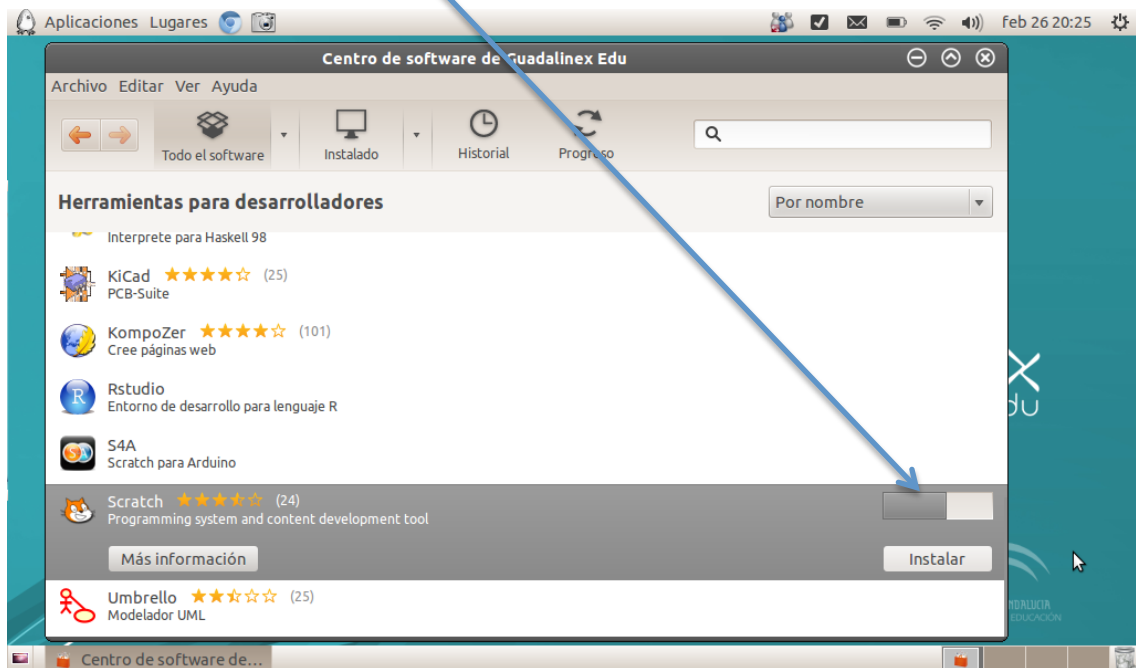 Aplicaciones Lugares feb 26 20:25
Centro de software de Guadalinex Edu
Archivo Editar Ver Ayuda
Todo el software Instalado Historial Progreso
Herramientas para desarrolladores Por nombre
Interprete para Haskell 98
KiCad (25)
PCB-Suite
KompoZer (101)
Cree páginas web
Rstudio
R
Entorno de desarrollo para lenguaje R
S4A
Scratch para Arduino
Scratch (24)
Programming system and content development tool
Más información Instalar
Umbrello (25)
Modelador UML
EDUCACIÓN
Centro de software de...